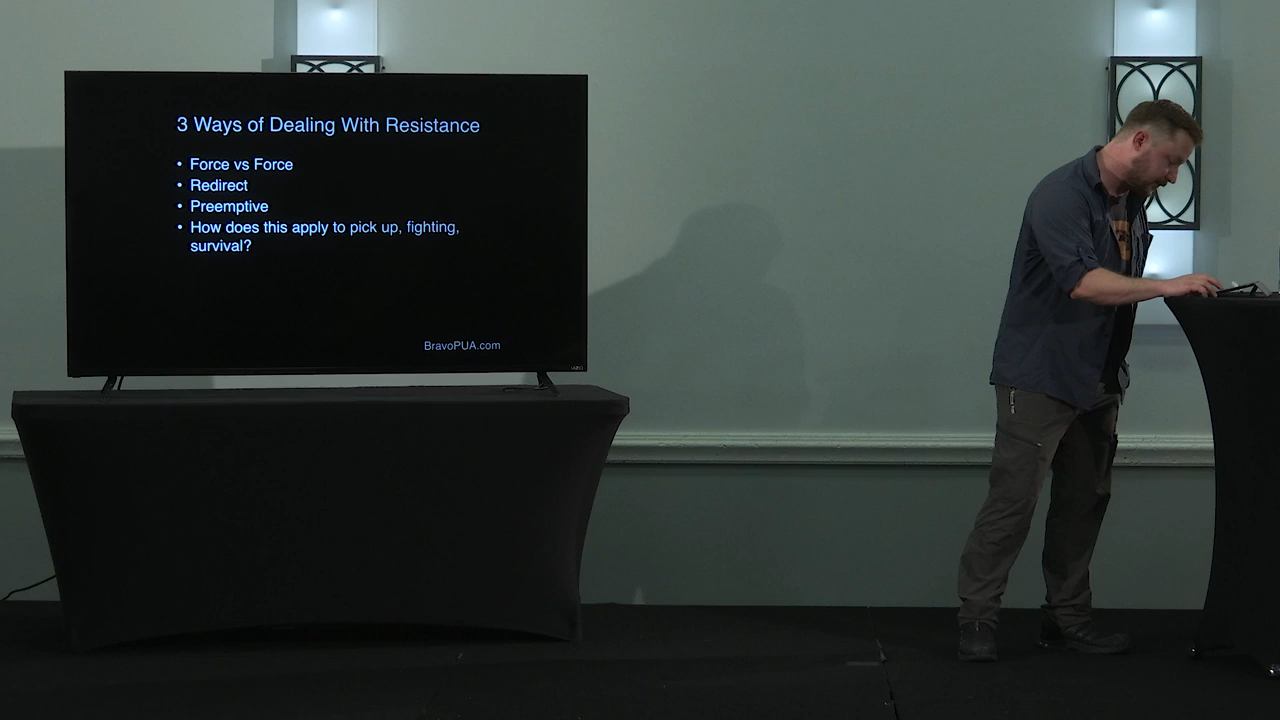 3 Ways of Dealing With Resistance
• Force vs Force
• Redirect
• Preemptive
• How does this apply to pick up, fighting,
survival?
BravoPUA.com
VIZIO